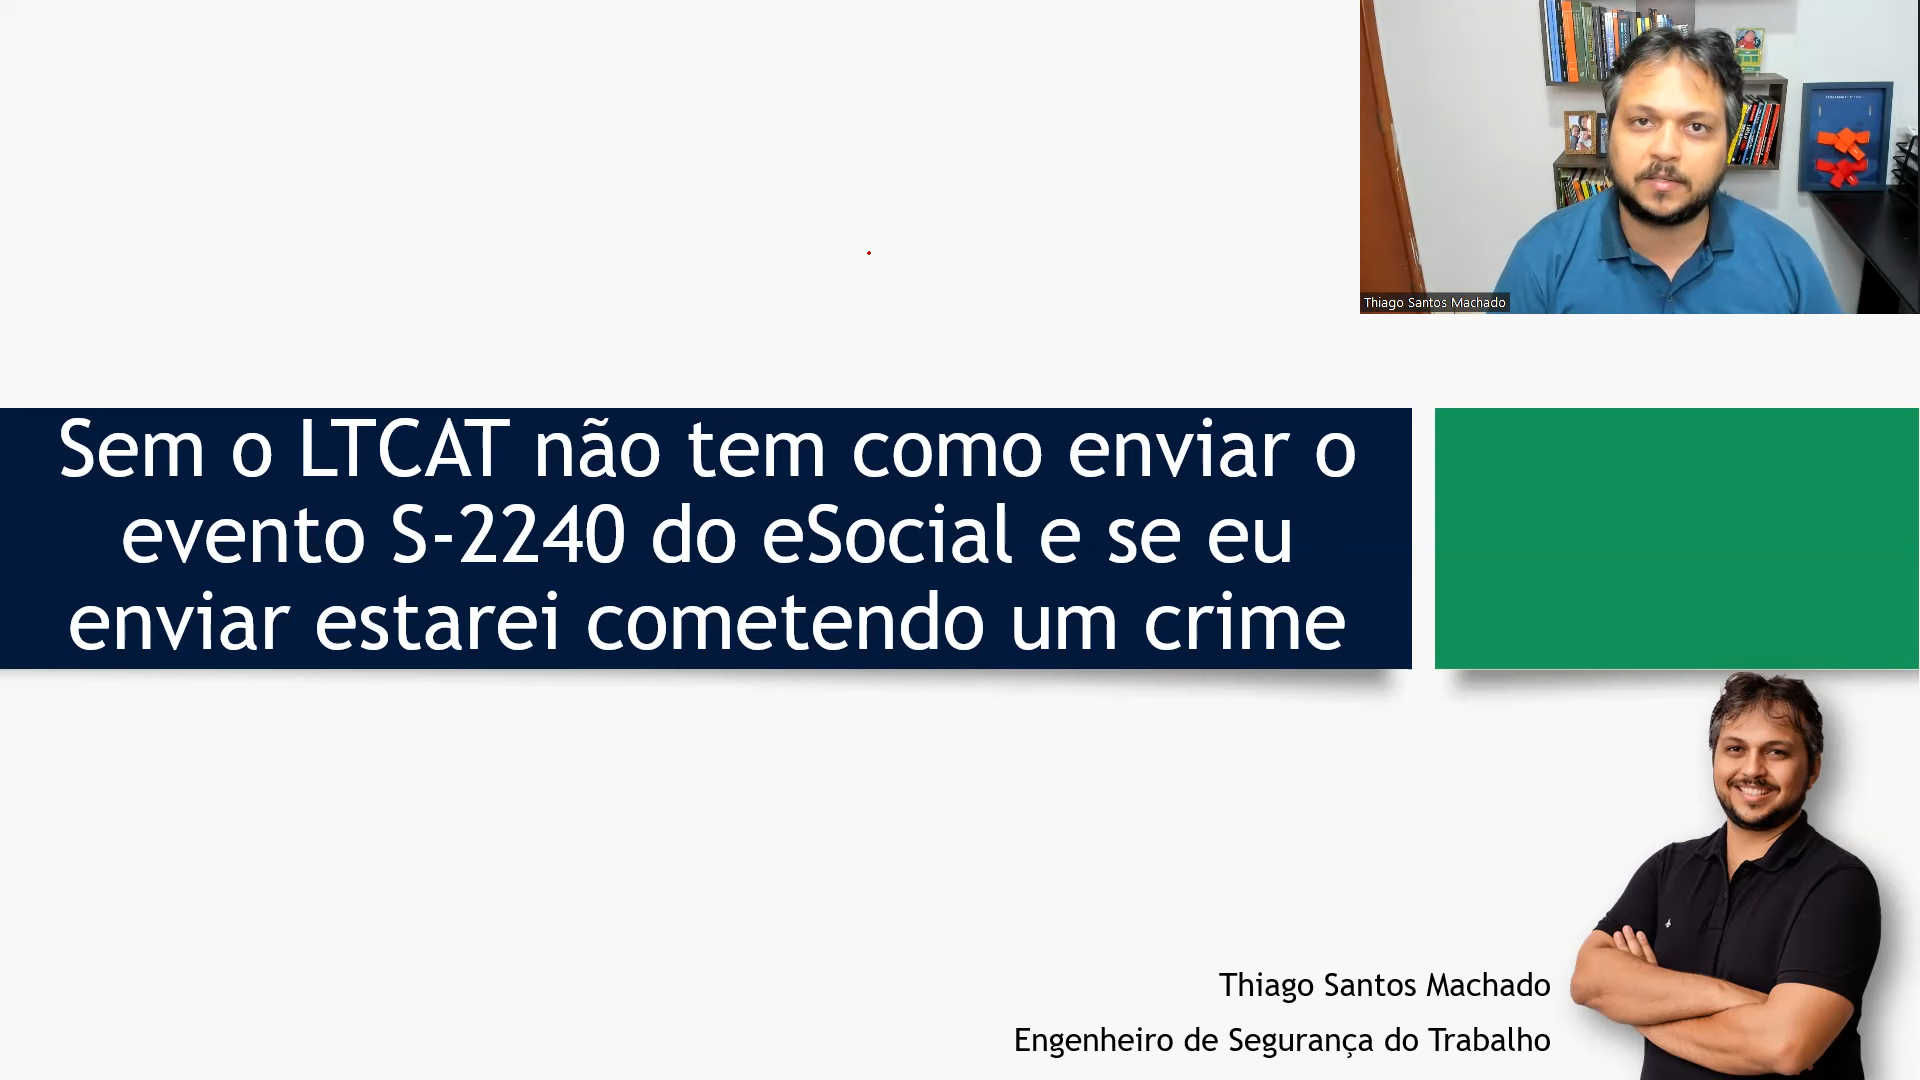 Thiago Santos Machado
Sem o LTCAT não tem como enviar o
evento S-2240 do eSocial e se eu
enviar estarei cometendo um crime
Thiago Santos Machado
Engenheiro de Segurança do Trabalho